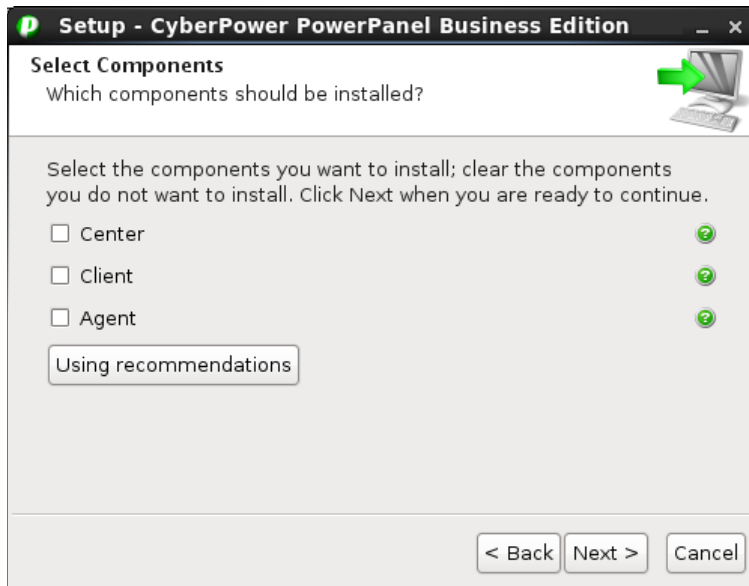 Setup - CyberPower PowerPanel Business Edition
Select Components
Which components should be installed?
Select the components you want to install; clear the components
you do not want to install. Click Next when you are ready to continue.
Center
Client
Agent
Using recommendations
< Back Next > Cancel